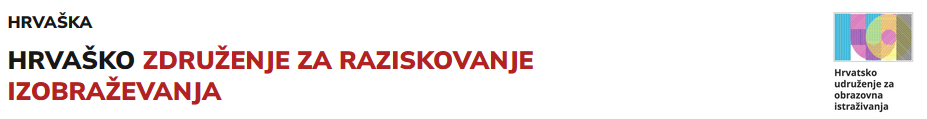 HRVAŠKA
HRVAŠKO ZDRUŽENJE ZA RAZISKOVANJE
IZOBRAŽEVANJA
Hrvatsko
udruženje za
obrazovna
istraživanja